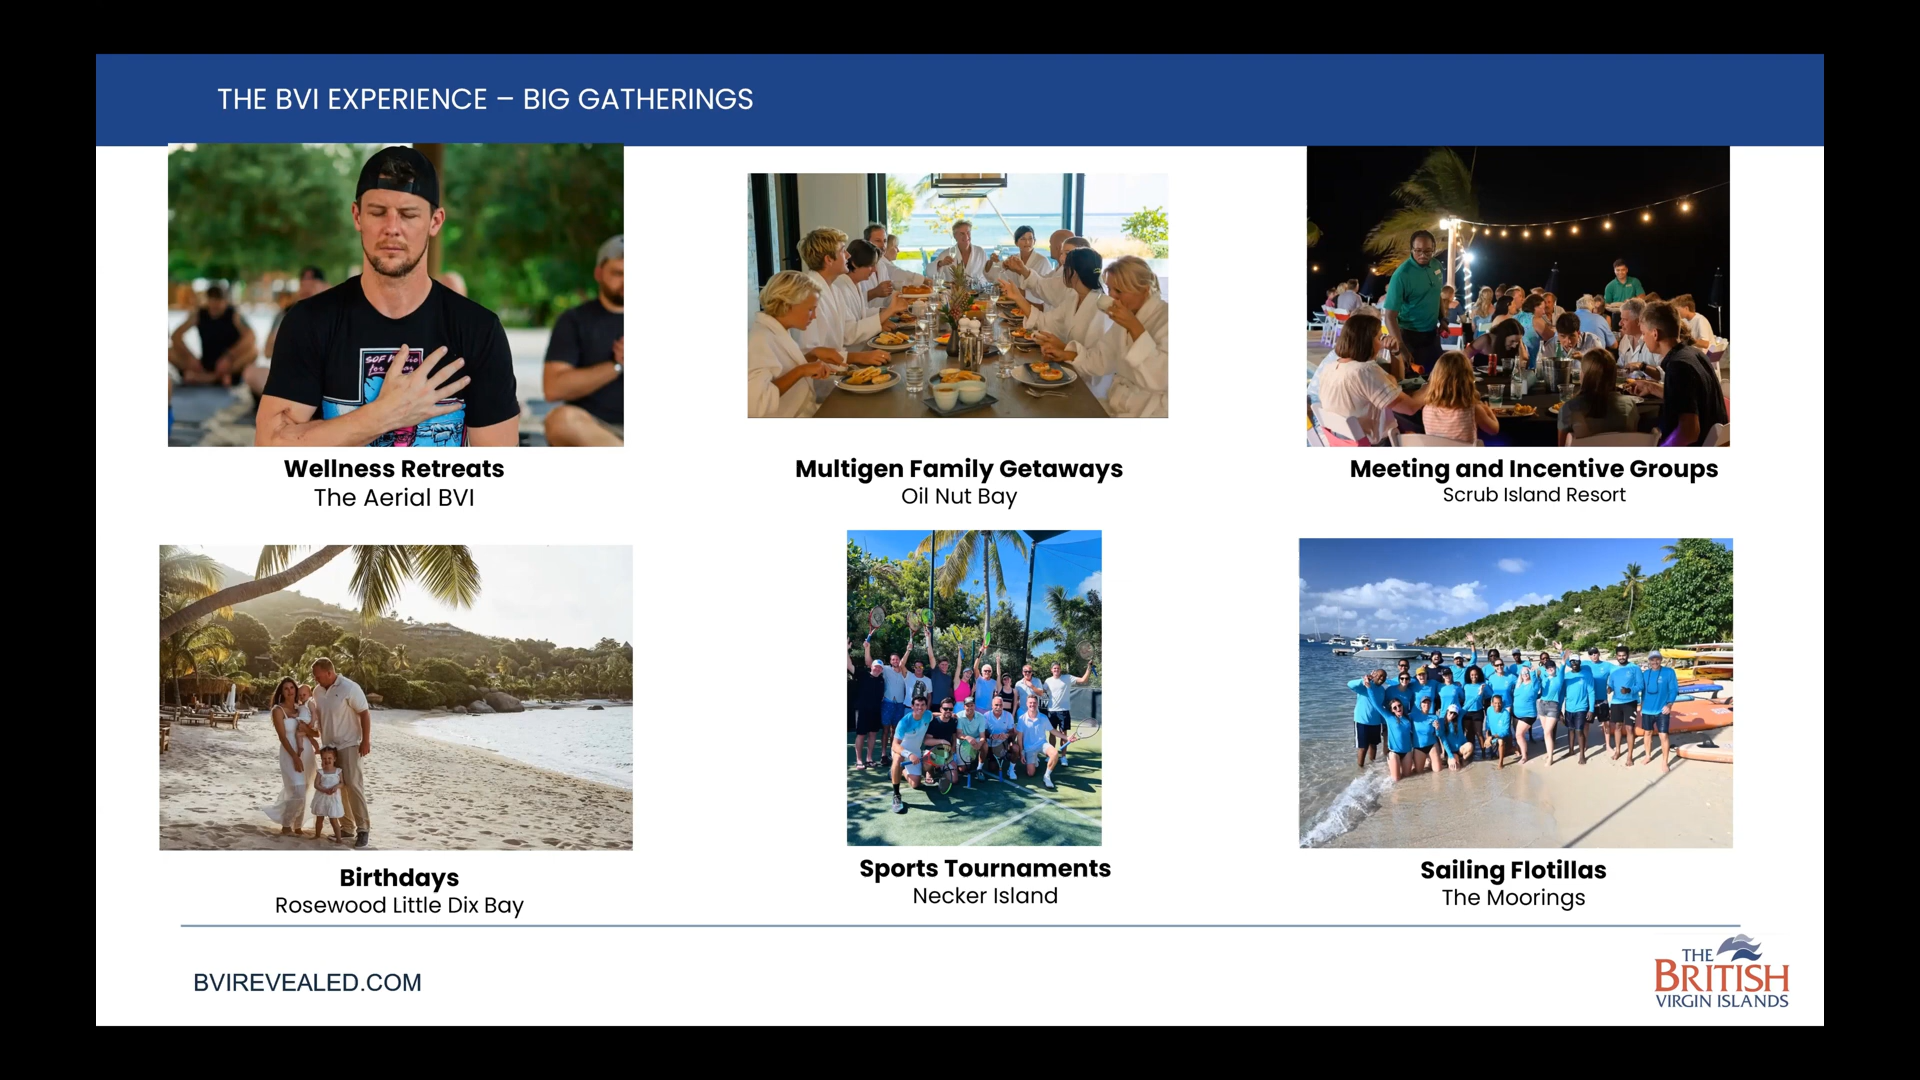 THE BVI EXPERIENCE – BIG GATHERINGS
Wellness Retreats
The Aerial BVI
Multigen Family Getaways
Oil Nut Bay
Meeting and Incentive Groups
Scrub Island Resort
Birthdays
Rosewood Little Dix Bay
Sports Tournaments
Necker Island
Sailing Flotillas
The Moorings
BVIREVEALED.COM
THE
BRITISH
VIRGIN ISLANDS